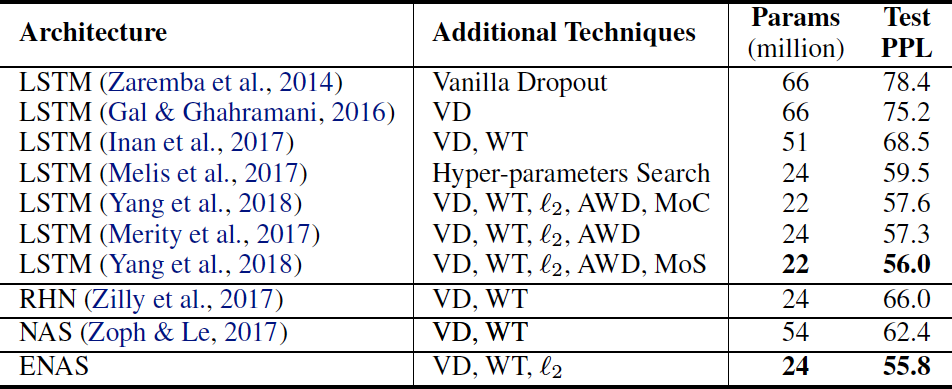 Architecture Additional Techniques Params (million) Test PPL
LSTM (Zaremba et al., 2014) Vanilla Dropout 66 78.4
LSTM (Gal & Ghahramani, 2016) VD 66 75.2
LSTM (Inan et al., 2017) VD, WT 51 68.5
LSTM (Melis et al., 2017) Hyper-parameters Search 24 59.5
LSTM (Yang et al., 2018) VD, WT, ℓ₂, AWD, MoC 22 57.6
LSTM (Merity et al., 2017) VD, WT, ℓ₂, AWD 24 57.3
LSTM (Yang et al., 2018) VD, WT, ℓ₂, AWD, MoS 22 56.0
RHN (Zilly et al., 2017) VD, WT 24 66.0
NAS (Zoph & Le, 2017) VD, WT 54 62.4
ENAS VD, WT, ℓ₂ 24 55.8